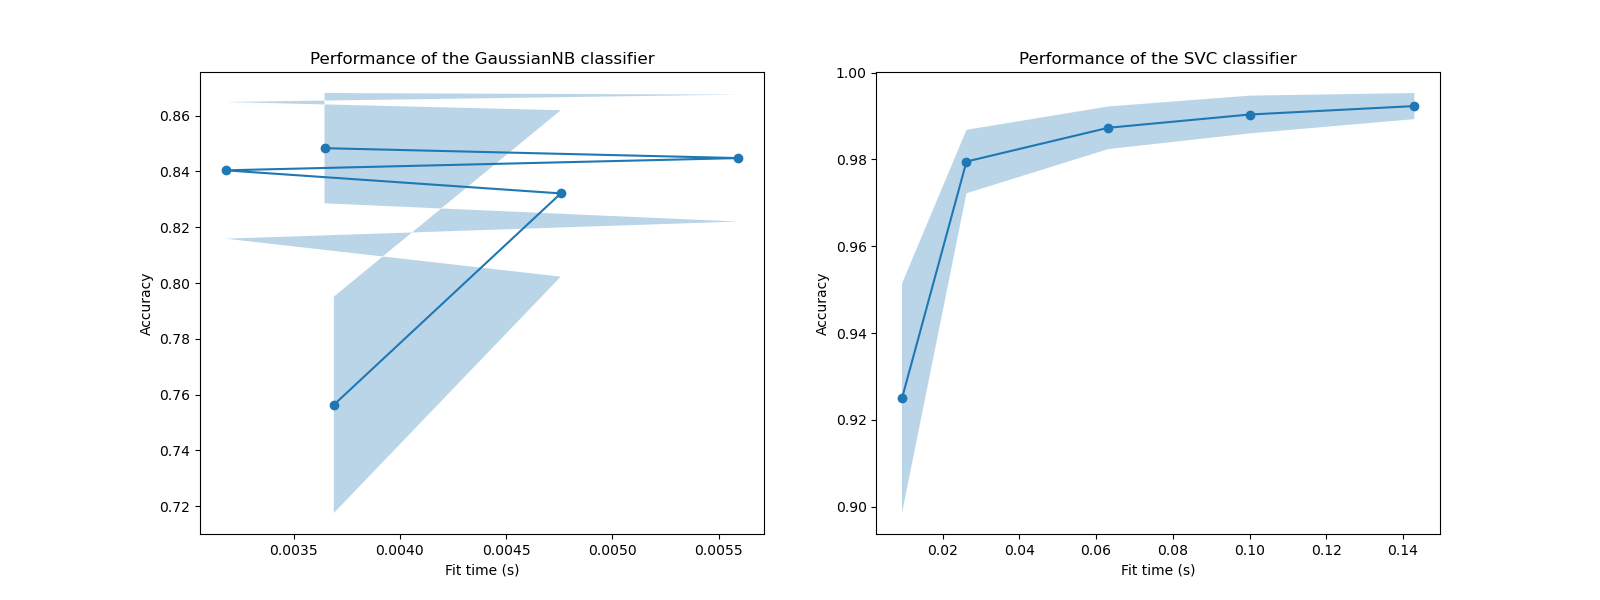 Performance of the GaussianNB classifier
Accuracy
0.86
0.84
0.82
0.80
0.78
0.76
0.74
0.72
0.0035 0.0040 0.0045 0.0050 0.0055
Fit time (s)
Performance of the SVC classifier
Accuracy
1.00
0.98
0.96
0.94
0.92
0.90
0.02 0.04 0.06 0.08 0.10 0.12 0.14
Fit time (s)